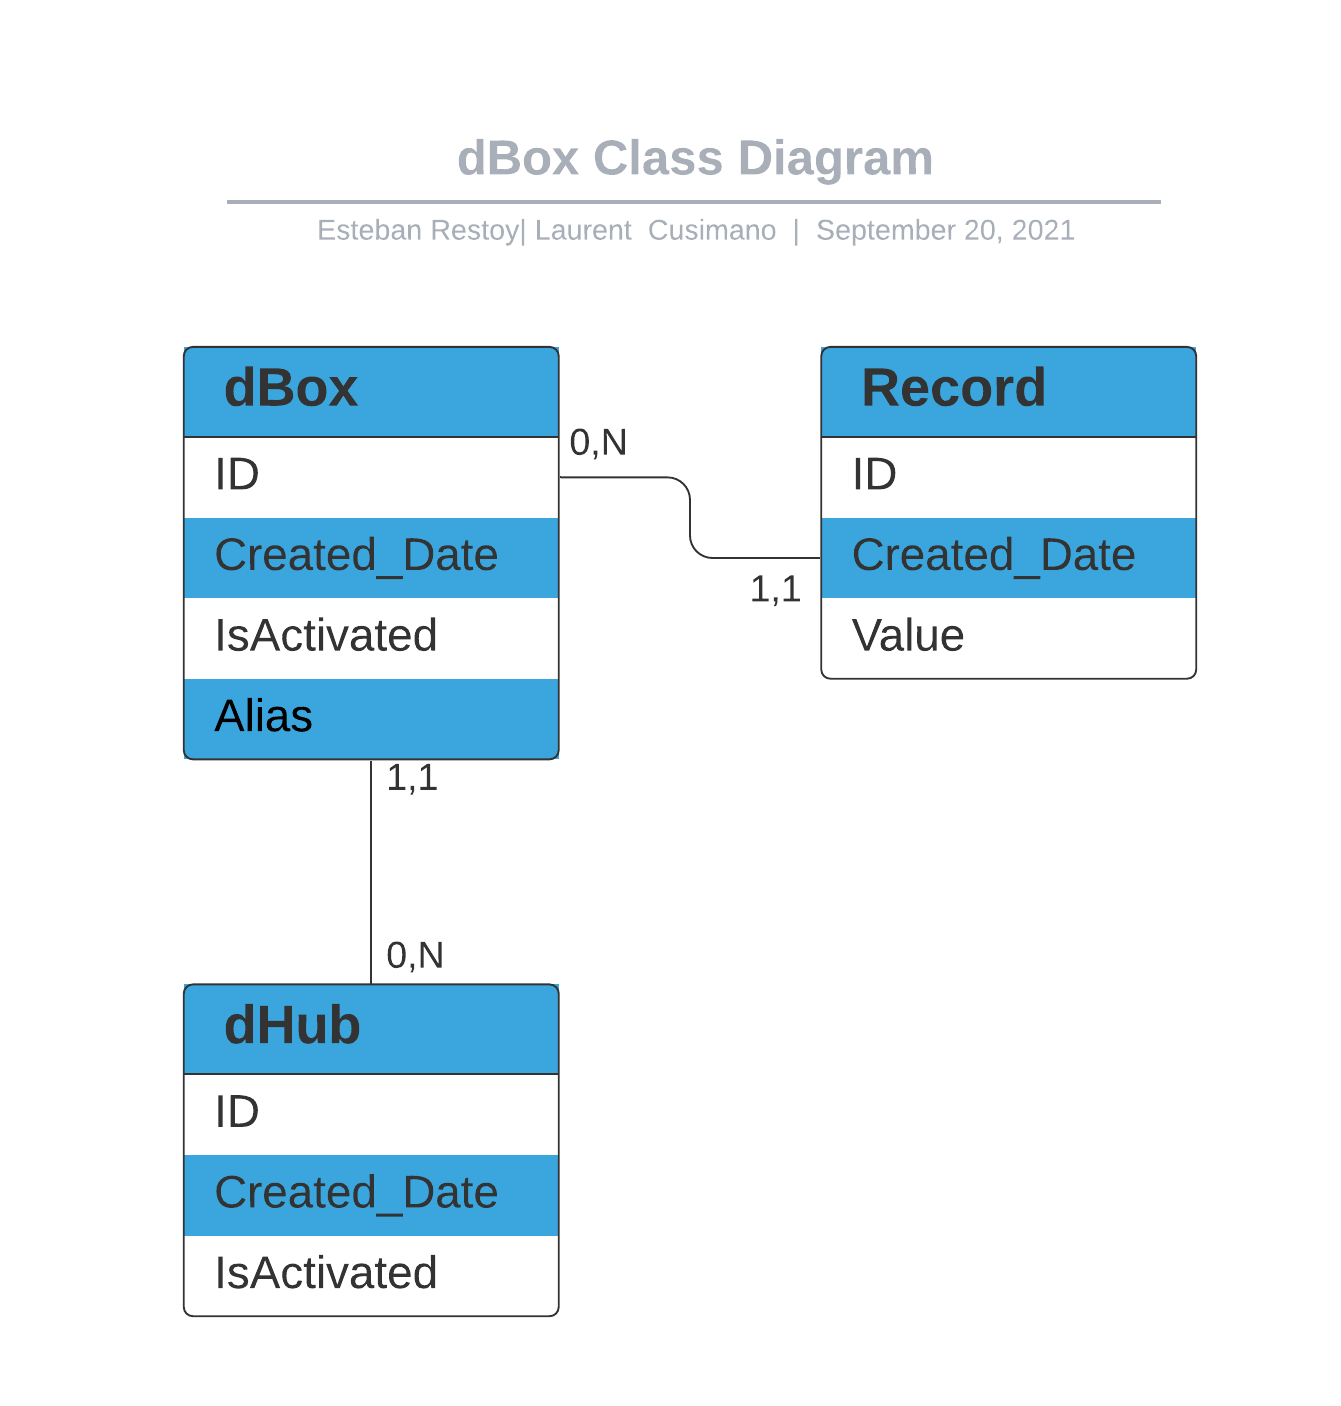 dBox Class Diagram
Esteban Restoy| Laurent Cusimano | September 20, 2021
dBox
ID
Created_Date
IsActivated
Alias
0,N
1,1
Record
ID
Created_Date
Value
1,1
0,N
dHub
ID
Created_Date
IsActivated